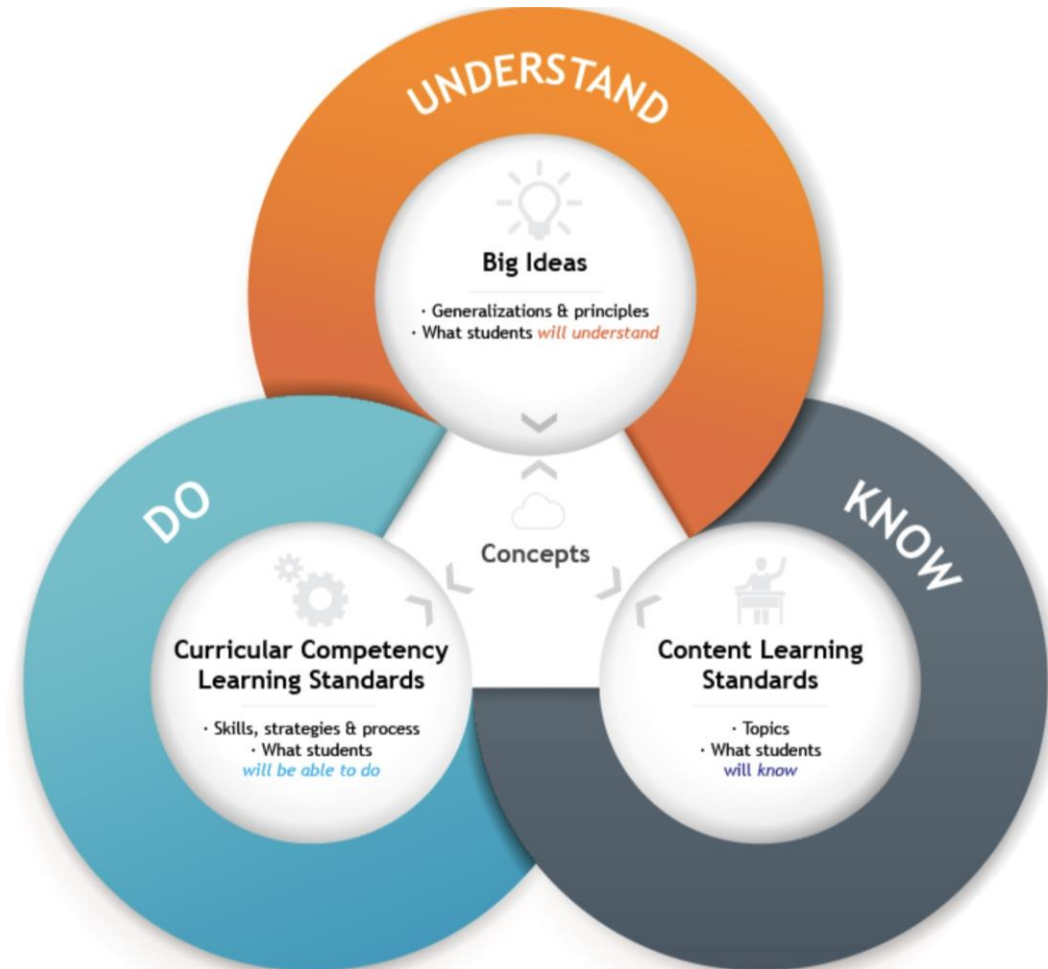 UNDERSTAND
Big Ideas
· Generalizations & principles
· What students will understand
DO
KNOW
Concepts
Curricular Competency
Learning Standards
· Skills, strategies & process
· What students
will be able to do
Content Learning
Standards
· Topics
· What students
will know